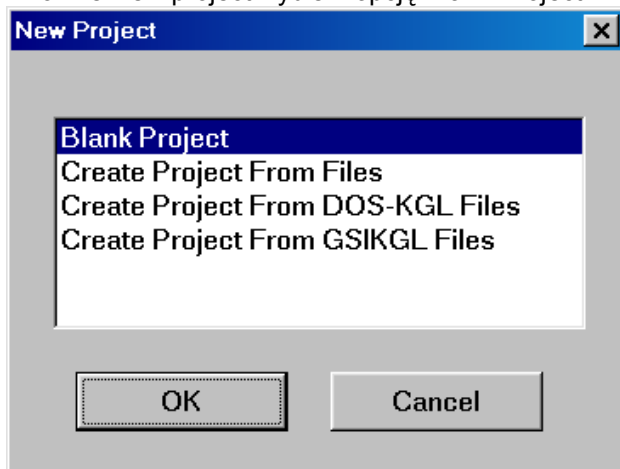 New Project
Blank Project
Create Project From Files
Create Project From DOS-KGL Files
Create Project From GSIKGL Files
OK Cancel